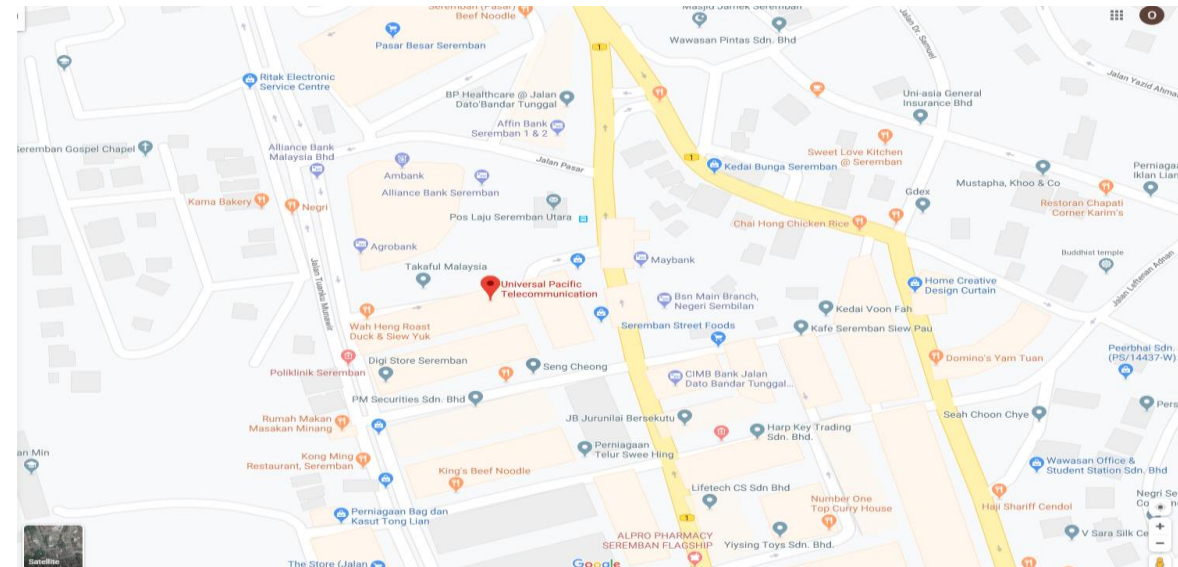 Seremban (Pasar)
Beef Noodle
Masjid Jamek Seremban
O
Pasar Besar Seremban
Wawasan Pintas Sdn. Bhd
Jalan Dr. Samuel
1
Ritak Electronic
Service Centre
Jalan Yazid Ahma
BP Healthcare @ Jalan
Dato'Bandar Tunggal
Uni-asia General
Insurance Bhd
Affin Bank
Seremban 1 & 2
Seremban Gospel Chapel
Alliance Bank
Malaysia Bhd
Sweet Love Kitchen
@ Seremban
Jalan Pasar
1
Kedai Bunga Seremban
Perniaga
Iklan Lian
Ambank
Mustapha, Khoo & Co
Alliance Bank Seremban
Gdex
Kama Bakery
Negri
Restoran Chapati
Corner Karim's
Pos Laju Seremban Utara
Chai Hong Chicken Rice
Agrobank
Buddhist temple
Maybank
Takaful Malaysia
Jalan Tuanku Munawir
Jalan Leftenan Adnan
Universal Pacific
Telecommunication
Home Creative
Design Curtain
Bsn Main Branch,
Negeri Sembilan
Kedai Voon Fah
Wah Heng Roast
Duck & Siew Yuk
Seremban Street Foods
Kafe Seremban Siew Pau
Peerbhai Sdn.
(PS/14437-W)
Digi Store Seremban
Seng Cheong
Domino's Yam Tuan
Poliklinik Seremban
CIMB Bank Jalan
Dato Bandar Tunggal...
PM Securities Sdn. Bhd
Pers
JB Jurunilai Bersekutu
Seah Choon Chye
Rumah Makan
Masakan Minang
Harp Key Trading
Sdn. Bhd.
Perniagaan
Telur Swee Hing
an Min
Kong Ming
Restaurant, Seremban
King's Beef Noodle
Wawasan Office &
Student Station Sdn. Bhd
Lifetech CS Sdn Bhd
Number One
Top Curry House
Negri Se
Co
Haji Shariff Cendol
Perniagaan Bag dan
Kasut Tong Lian
1
V Sara Silk Ce
ALPRO PHARMACY
SEREMBAN FLAGSHIP
Yiysing Toys Sdn. Bhd.
Satellite
The Store (Jalan
Google